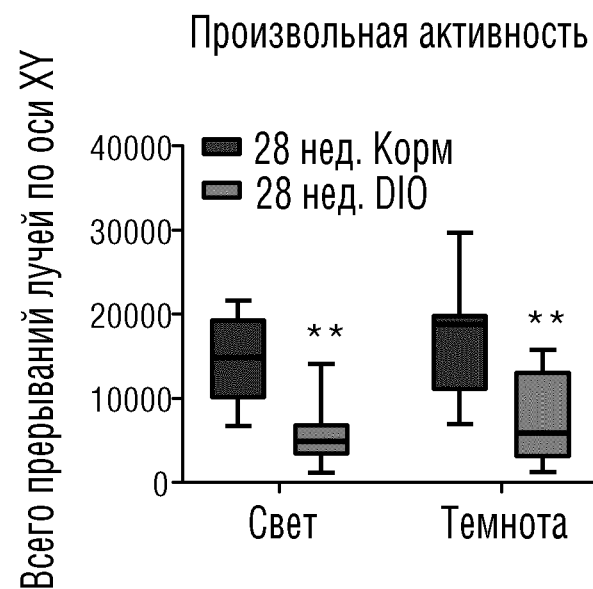 Произвольная активность
Всего прерываний лучей по оси XY
40000
30000
20000
10000
0
28 нед. Корм
28 нед. DIO
**
**
Свет
Темнота